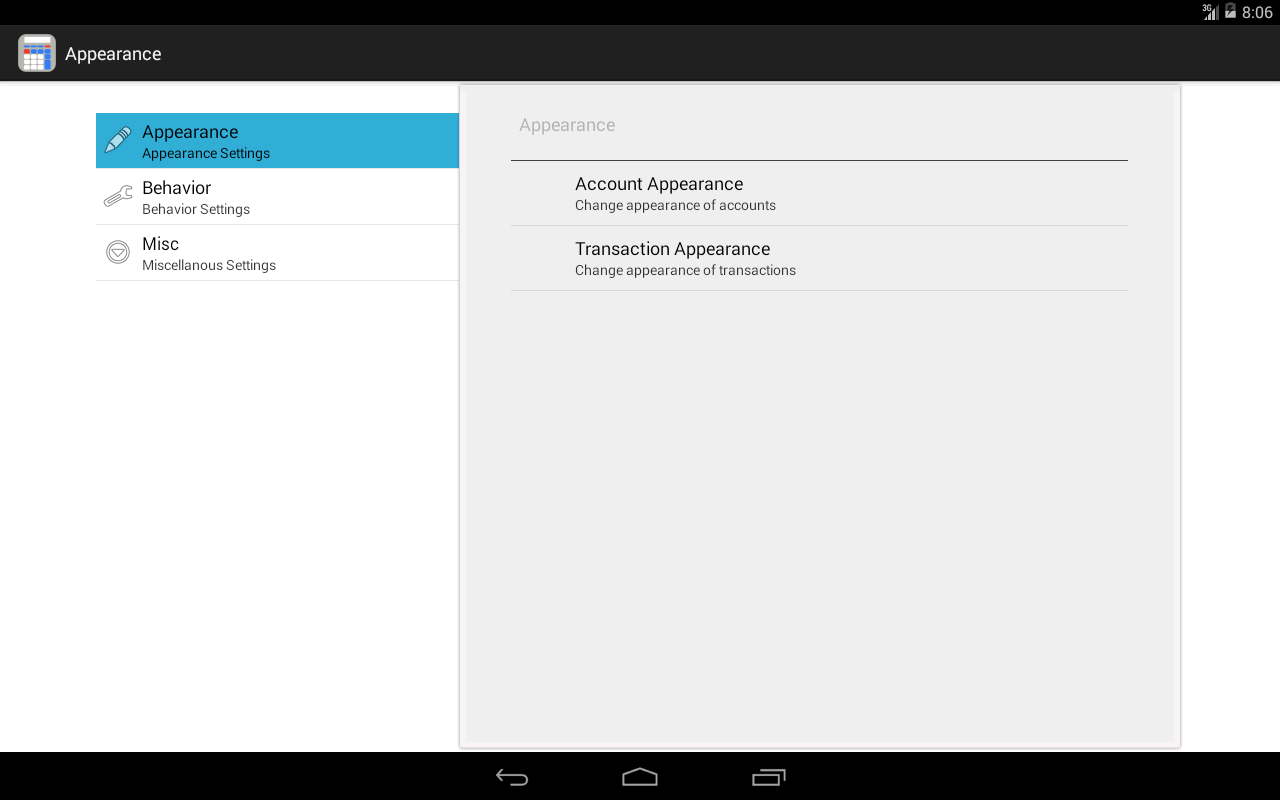 3G
8:06
Appearance
Appearance
Appearance Settings
Behavior
Behavior Settings
Misc
Miscellanous Settings
Appearance
Account Appearance
Change appearance of accounts
Transaction Appearance
Change appearance of transactions